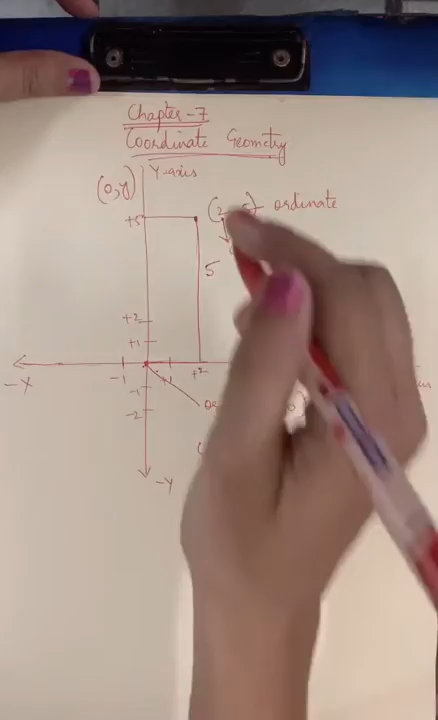 Chapter-7
Coordinate Geometry
Y-axis
(0,y)
ordinate
+5
5
+2
+1
-X
-1
+1
+2
-1
-2
-Y